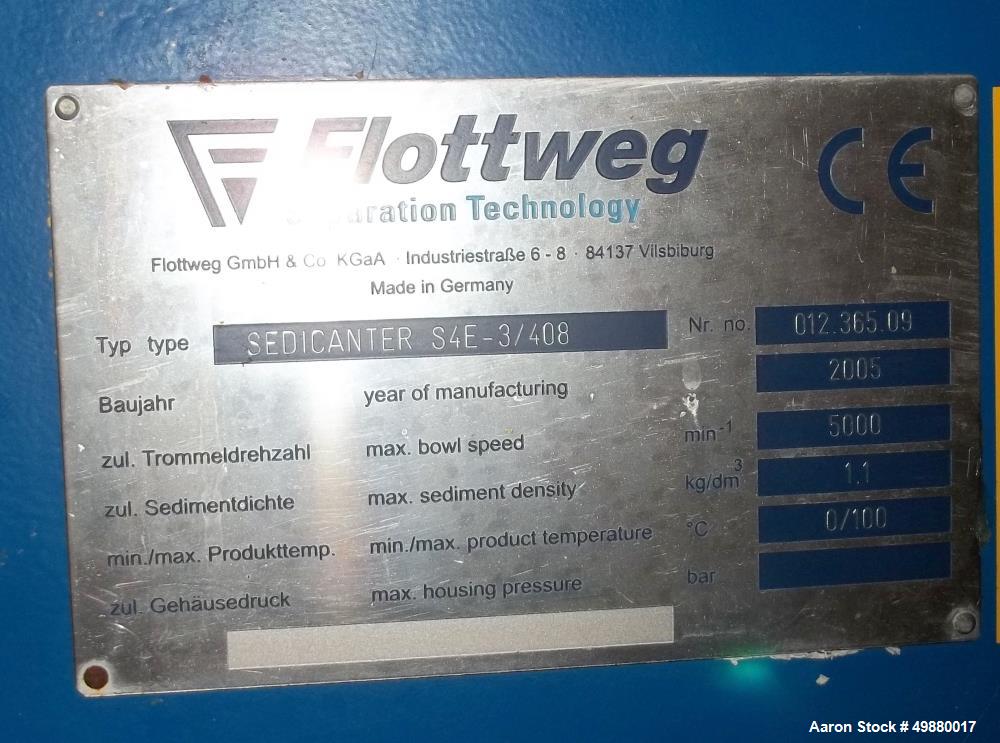 Flottweg
Separation Technology
CE
Flottweg GmbH & Co KGaA · Industriestraße 6 - 8 · 84137 Vilsbiburg
Made in Germany
Typ type SEDICANTER S4E-3/408 Nr. no. 012.365.09
Baujahr year of manufacturing 2005
zul. Trommeldrehzahl max. bowl speed min-1 5000
zul. Sedimentdichte max. sediment density kg/dm3 1.1
min./max. Produkttemp. min./max. product temperature °C 0/100
zul. Gehäusedruck max. housing pressure bar
Aaron Stock # 49880017